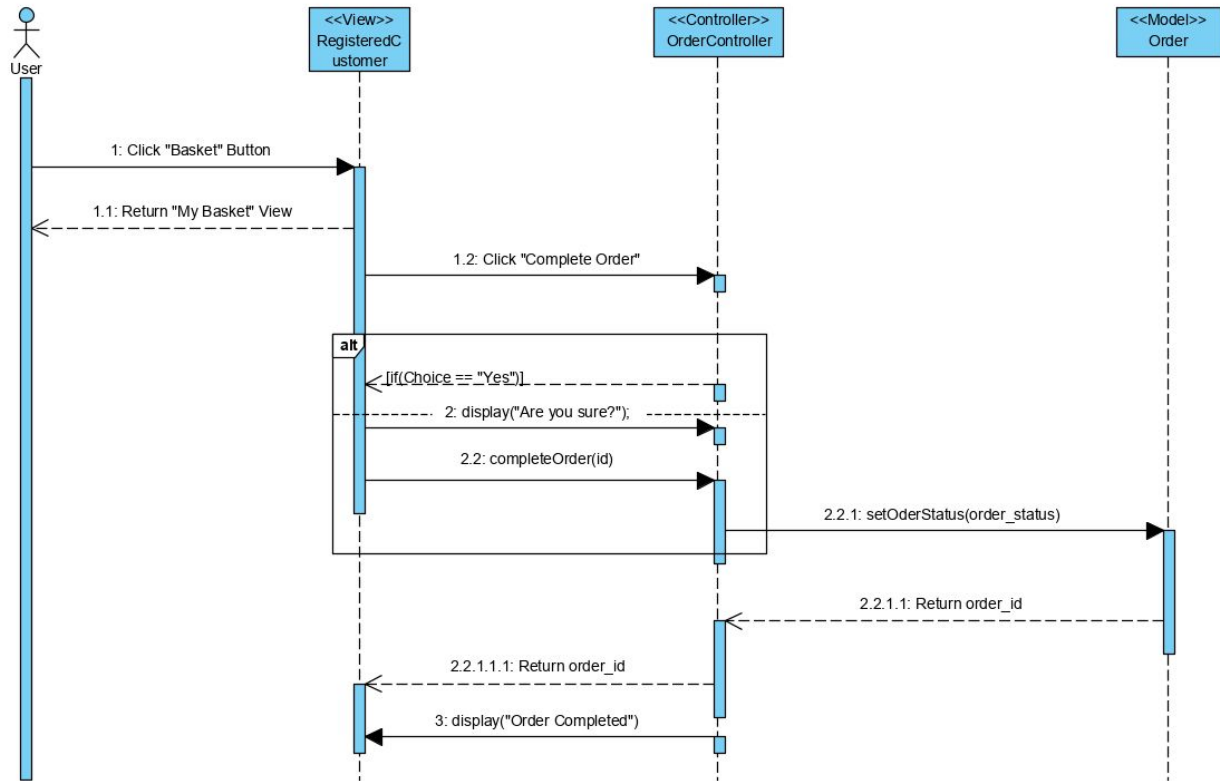 <<View>>
RegisteredC
ustomer
<<Controller>>
OrderController
<<Model>>
Order
User
1: Click "Basket" Button
1.1: Return "My Basket" View
1.2: Click "Complete Order"
alt
[if(Choice == "Yes")]
2: display("Are you sure?");
2.2: completeOrder(id)
2.2.1: setOderStatus(order_status)
2.2.1.1: Return order_id
2.2.1.1.1: Return order_id
3: display("Order Completed")